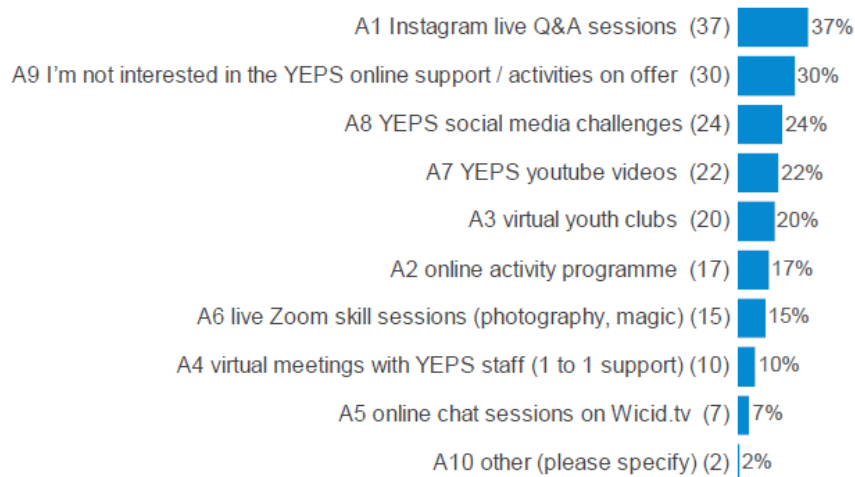 A1 Instagram live Q&A sessions (37) 37%
A9 I'm not interested in the YEPS online support / activities on offer (30) 30%
A8 YEPS social media challenges (24) 24%
A7 YEPS youtube videos (22) 22%
A3 virtual youth clubs (20) 20%
A2 online activity programme (17) 17%
A6 live Zoom skill sessions (photography, magic) (15) 15%
A4 virtual meetings with YEPS staff (1 to 1 support) (10) 10%
A5 online chat sessions on Wicid.tv (7) 7%
A10 other (please specify) (2) 2%